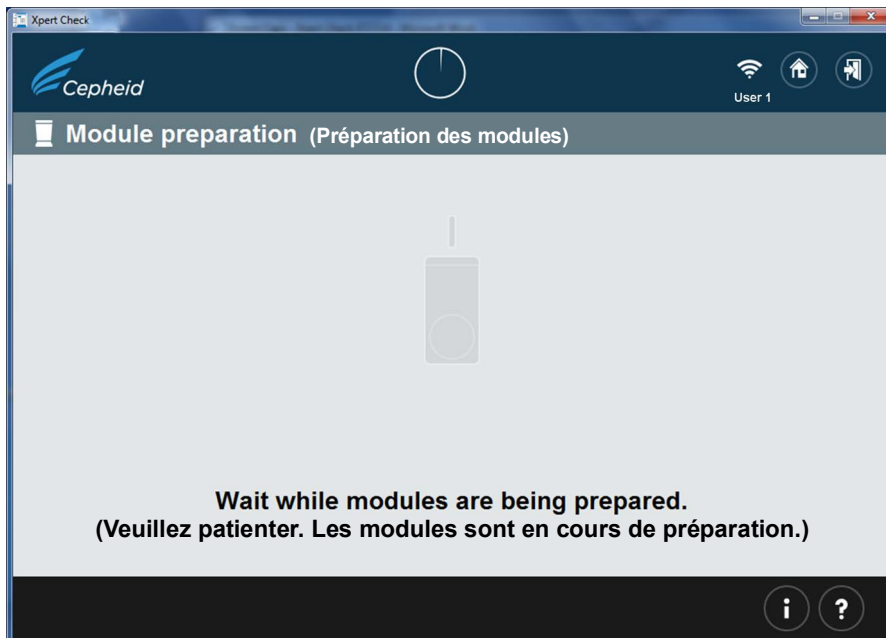 Xpert Check
Cepheid
User 1
Module preparation (Préparation des modules)
Wait while modules are being prepared.
(Veuillez patienter. Les modules sont en cours de préparation.)
i ?